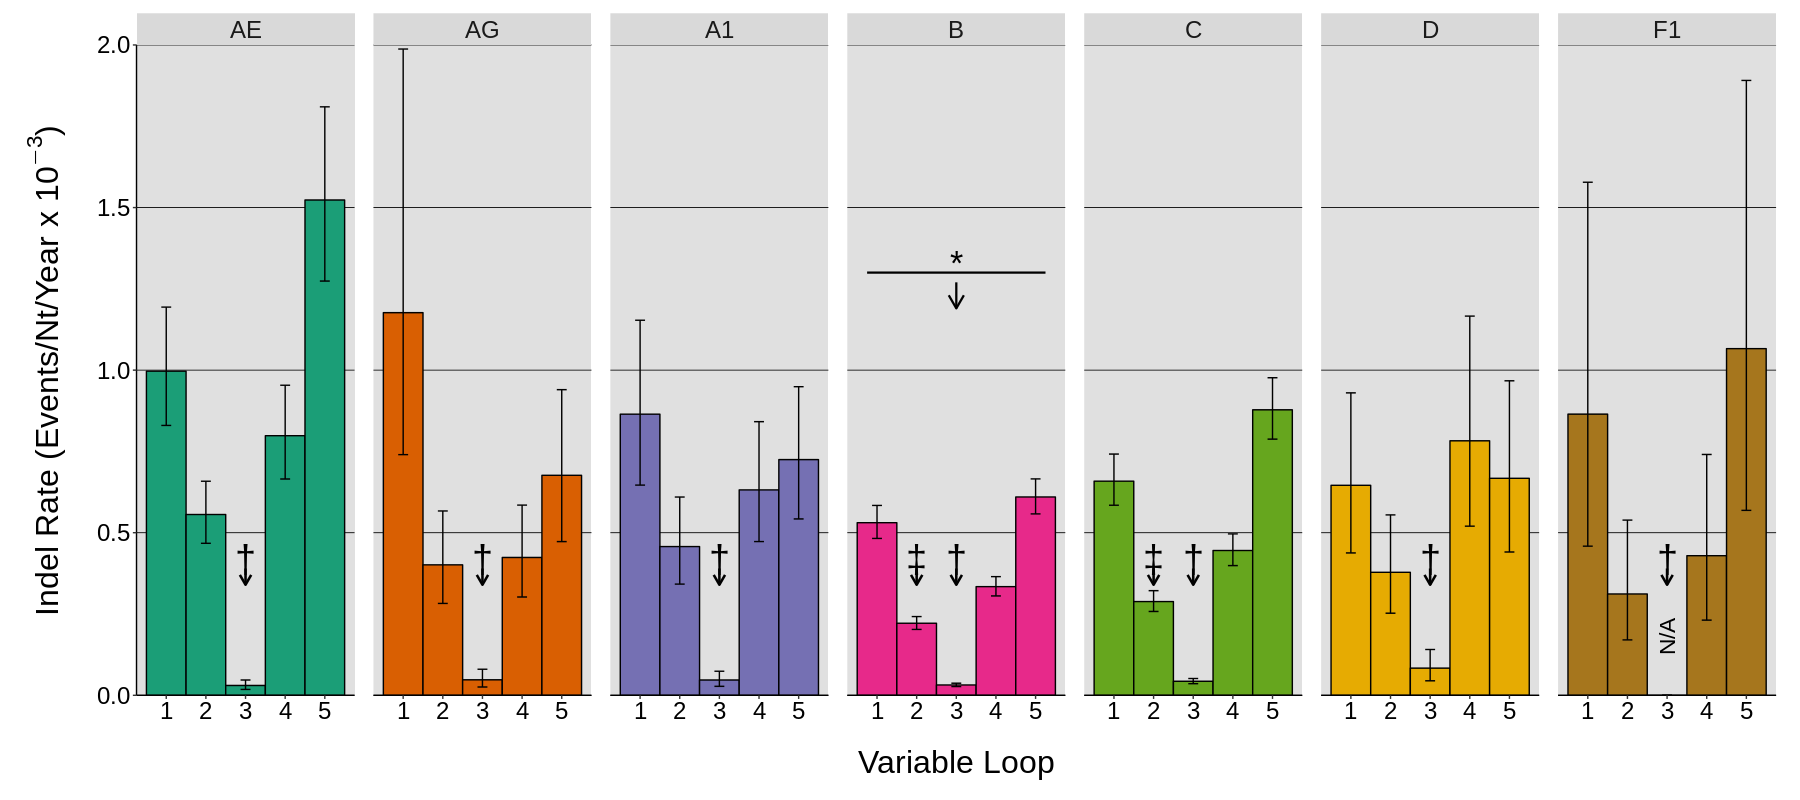 AE AG A1 B C D F1
2.0
1.5
1.0
0.5
0.0
Indel Rate (Events/Nt/Year x 10⁻³)
*
† † † ‡ † ‡ † † †
N/A
1 2 3 4 5 1 2 3 4 5 1 2 3 4 5 1 2 3 4 5 1 2 3 4 5 1 2 3 4 5 1 2 3 4 5
Variable Loop